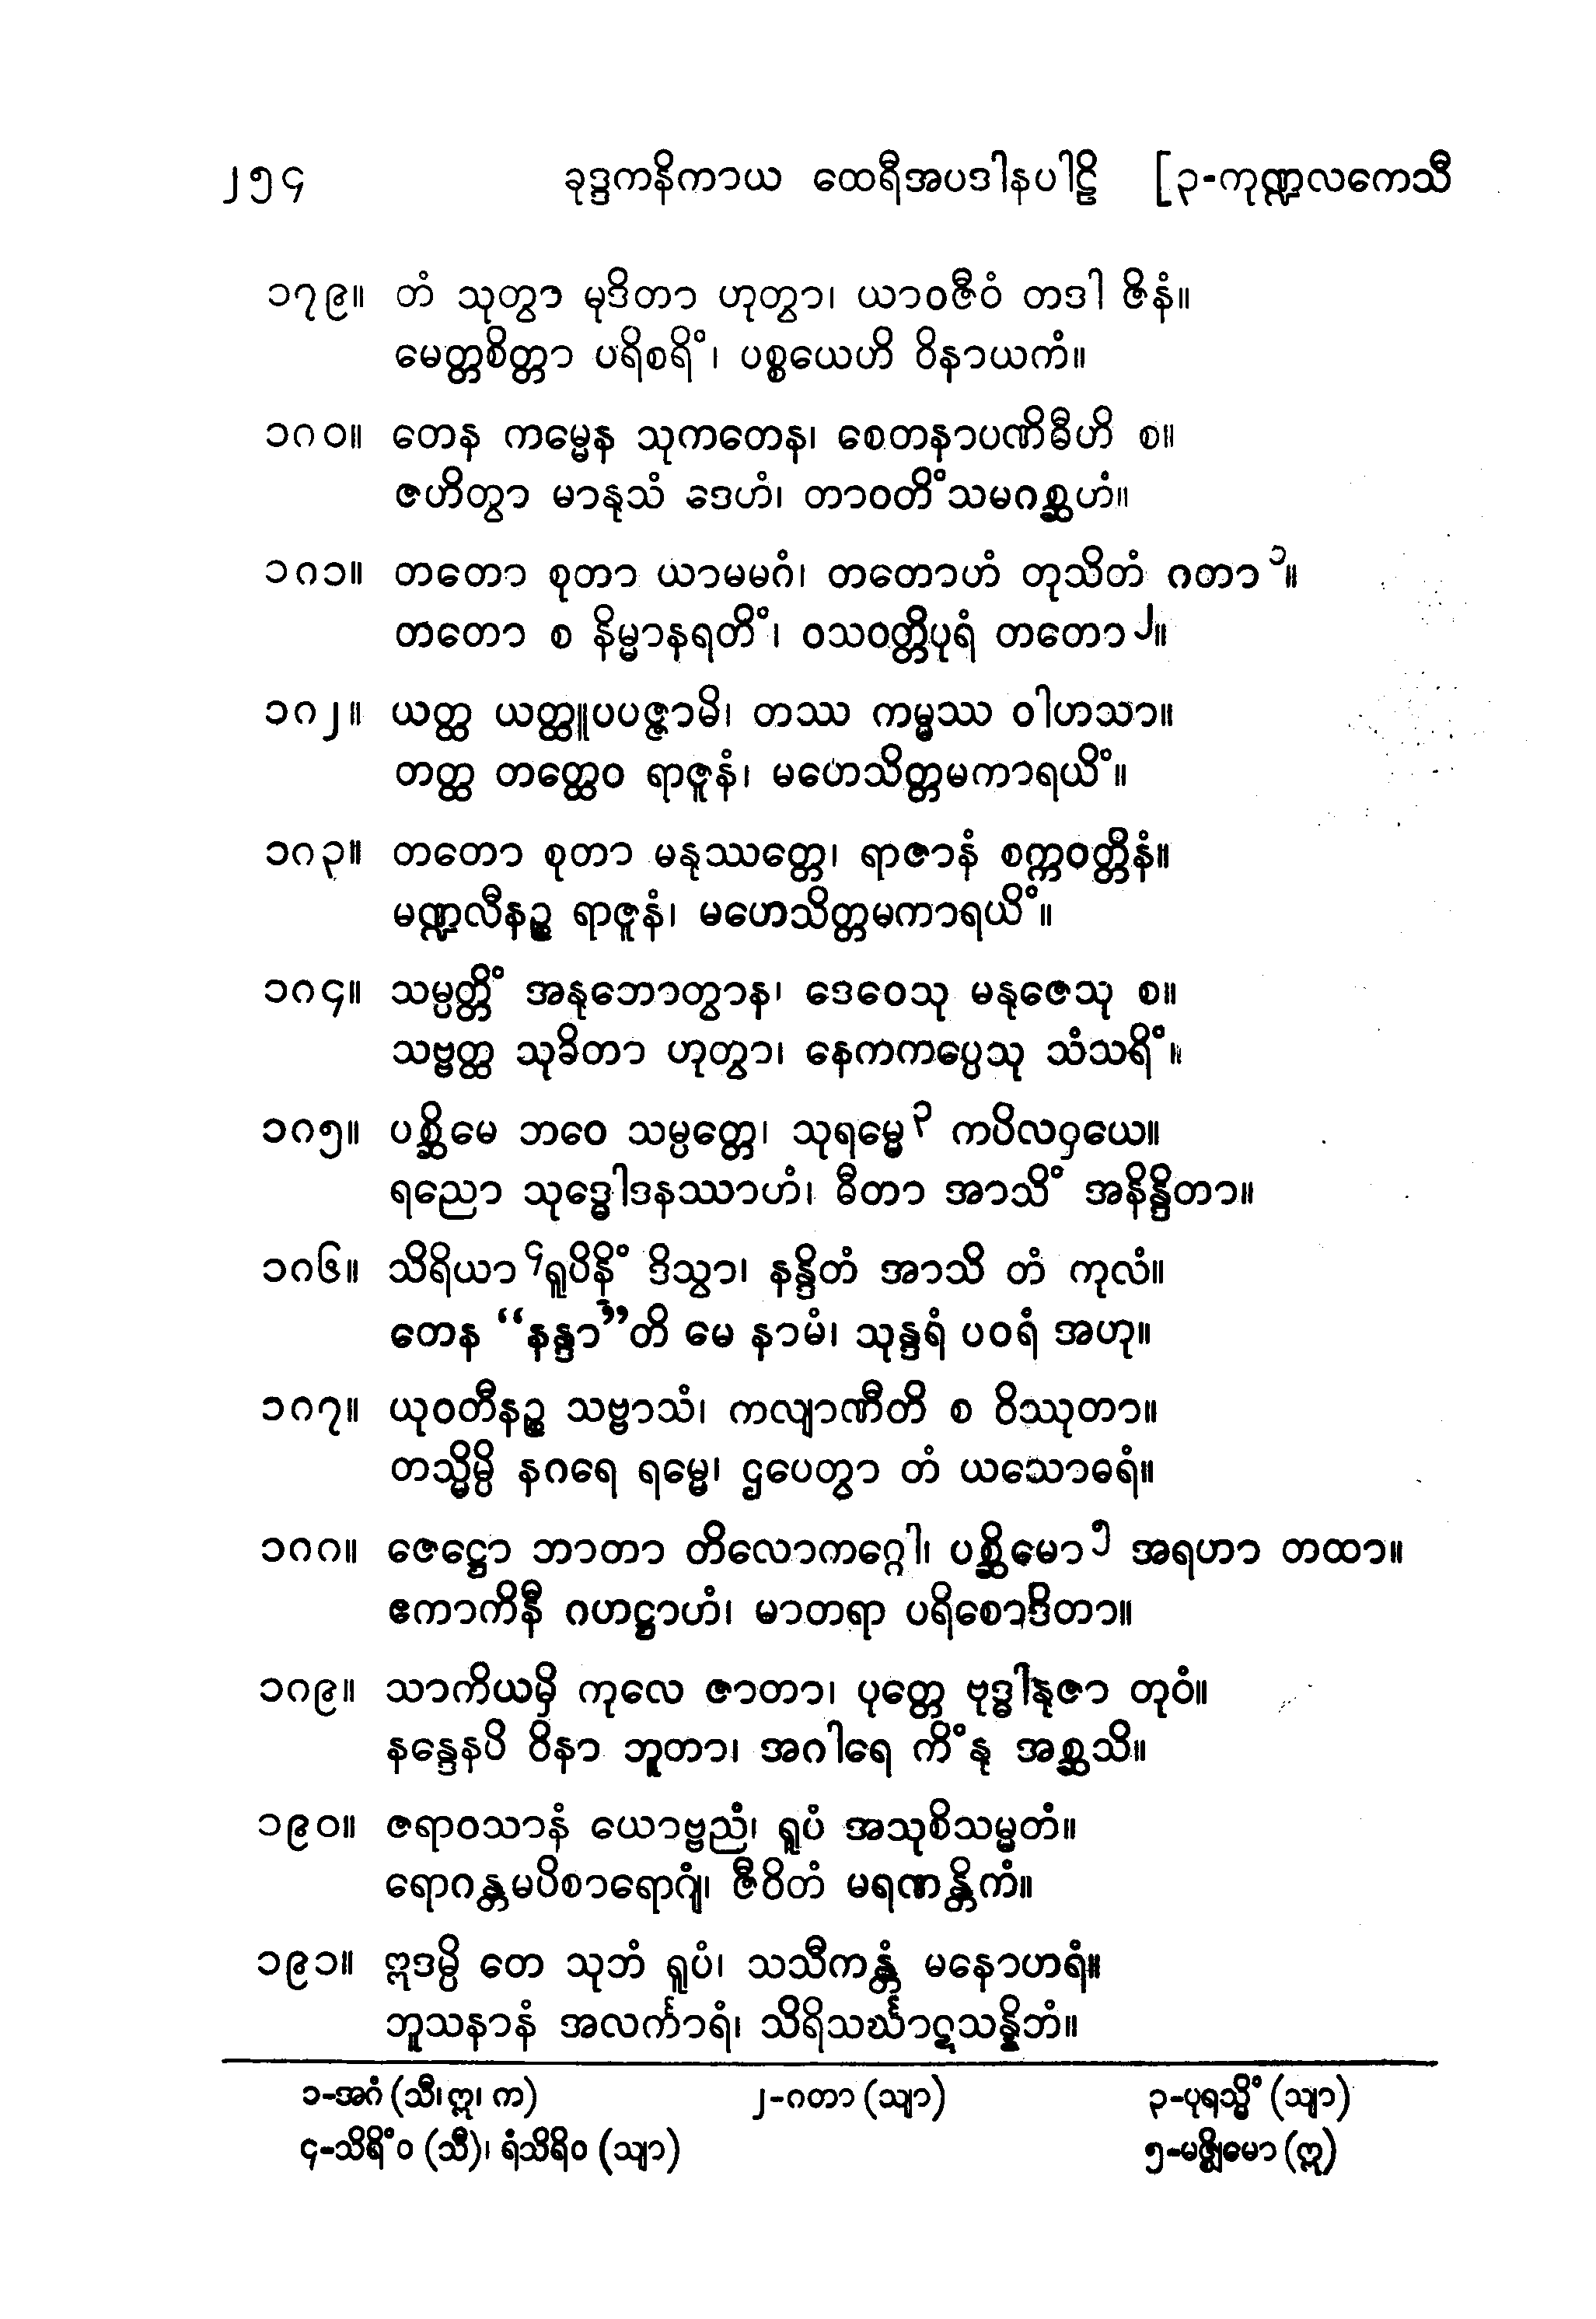 ၂၅၄ ခုဒ္ဒကနိကာယ ထေရီအပဒါနပါဠိ [၃-ကုဏ္ဍလကေသီ
၁၇၉။ တံ သုတွာ မုဒိတာ ဟုတွာ၊ ယာဝဇီဝံ တဒါ ဇိနံ။
မေတ္တစိတ္တာ ပရိစရိံ၊ ပစ္စယေဟိ ဝိနာယကံ။
၁၈၀။ တေန ကမ္မေန သုကတေန၊ စေတနာပဏိဓီဟိ စ။
ဇဟိတွာ မာနုသံ ဒေဟံ၊ တာဝတိံသမဂစ္ဆဟံ။
၁၈၁။ တတော စုတာ ယာမမဂံ၊ တတောဟံ တုသိတံ ဂတာ၁။
တတော စ နိမ္မာနရတိံ၊ ဝသဝတ္တိပုရံ တတော၂။
၁၈၂။ ယတ္ထ ယတ္ထူပပဇ္ဇာမိ၊ တဿ ကမ္မဿ ဝါဟသာ။
တတ္ထ တတ္ထေဝ ရာဇူနံ၊ မဟေသိတ္တမကာရယိံ။
၁၈၃။ တတော စုတာ မနုဿတ္တေ၊ ရာဇာနံ စက္ကဝတ္တိနံ။
မဏ္ဍလီနဉ္စ ရာဇူနံ၊ မဟေသိတ္တမကာရယိံ။
၁၈၄။ သမ္ပတ္တိံ အနုဘောတွာန၊ ဒေဝေသု မနုဇေသု စ။
သဗ္ဗတ္ထ သုခိတာ ဟုတွာ၊ နေကကပ္ပေသု သံသရိံ။
၁၈၅။ ပစ္ဆိမေ ဘဝေ သမ္ပတ္တေ၊ သုရမ္မေ၃ ကပိလဝှယေ။
ရညော သုဒ္ဓေါဒနဿာဟံ၊ ဓီတာ အာသိံ အနိန္ဒိတာ။
၁၈၆။ သိရိယာ၄ ရူပိနိံ ဒိသွာ၊ နန္ဒိတံ အာသိ တံ ကုလံ။
တေန “နန္ဒာ”တိ မေ နာမံ၊ သုန္ဒရံ ပဝရံ အဟု။
၁၈၇။ ယုဝတီနဉ္စ သဗ္ဗာသံ၊ ကလျာဏီတိ စ ဝိဿုတာ။
တသ္မိမ္ပိ နဂရေ ရမ္မေ၊ ဌပေတွာ တံ ယသောဓရံ။
၁၈၈။ ဇေဋ္ဌော ဘာတာ တိလောကဂ္ဂေါ၊ ပစ္ဆိမော၅ အရဟာ တထာ။
ဧကာကိနီ ဂဟဋ္ဌာဟံ၊ မာတရာ ပရိစောဒိတာ။
၁၈၉။ သာကိယမှိ ကုလေ ဇာတာ၊ ပုတ္တေ ဗုဒ္ဓါနုဇာ တုဝံ။
နန္ဒေနပိ ဝိနာ ဘူတာ၊ အဂါရေ ကိံ နု အစ္ဆသိ။
၁၉၀။ ဇရာဝသာနံ ယောဗ္ဗညံ၊ ရူပံ အသုစိသမ္မတံ။
ရောဂန္တမပိစာရောဂျံ၊ ဇီဝိတံ မရဏန္တိကံ။
၁၉၁။ ဣဒမ္ပိ တေ သုဘံ ရူပံ၊ သသီကန္တံ မနောဟရံ။
ဘူသနာနံ အလင်္ကာရံ၊ သိရိသင်္ဃာဋသန္နိဘံ။
၁-အဂံ (သီ၊ ဣ၊ က) ၂-ဂတာ (သျာ) ၃-ပုရသ္မိံ (သျာ)
၄-သိရိံဝ (သီ)၊ ရံသိရိဝ (သျာ) ၅-မဇ္ဈိမော (ဣ)